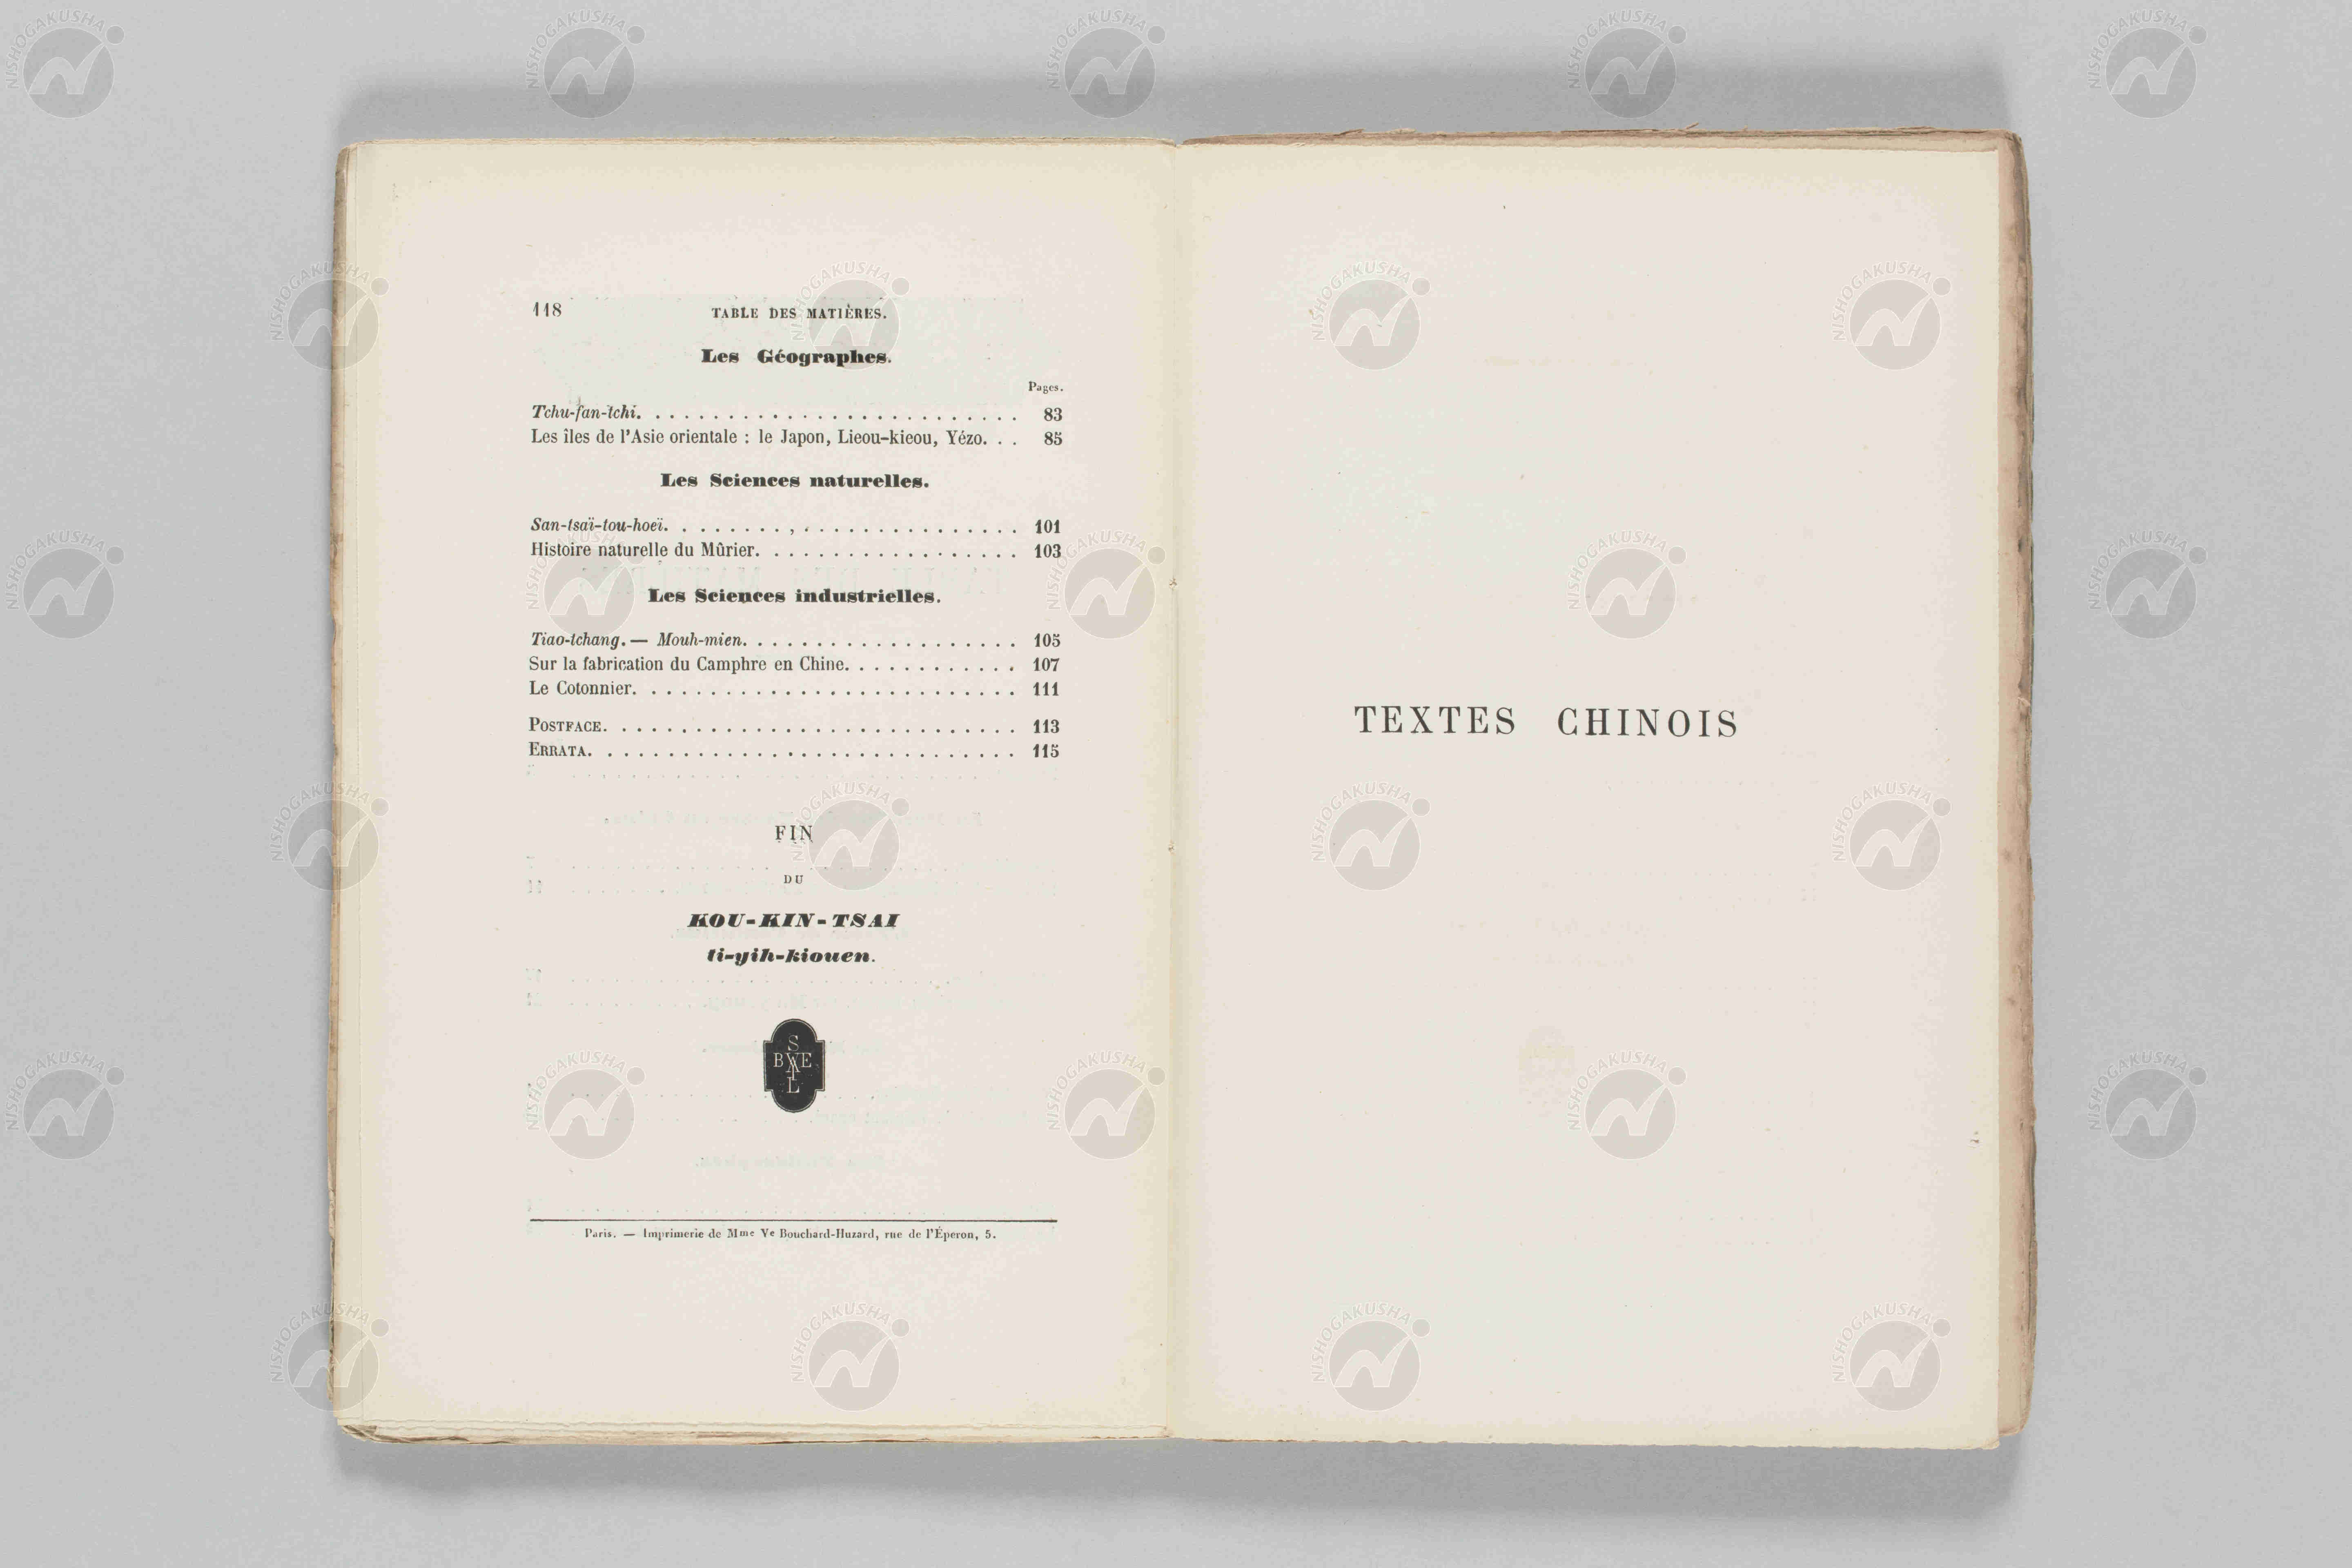 118 TABLE DES MATIÈRES.
Les Géographes.
Pages.
Tchu-fan-tchi. . . . . . . . . . . . . . . . . . . . . . . . . . 83
Les îles de l'Asie orientale : le Japon, Lieou-kieou, Yézo. . . 85
Les Sciences naturelles.
San-tsaï-tou-hoeï. . . . . . . . . . . . . . . . . . . . . . . . 101
Histoire naturelle du Mûrier. . . . . . . . . . . . . . . . . . 103
Les Sciences industrielles.
Tiao-tchang. — Mouh-mien. . . . . . . . . . . . . . . . . . . 105
Sur la fabrication du Camphre en Chine. . . . . . . . . . . . 107
Le Cotonnier. . . . . . . . . . . . . . . . . . . . . . . . . . 111
POSTFACE. . . . . . . . . . . . . . . . . . . . . . . . . . . . 113
ERRATA. . . . . . . . . . . . . . . . . . . . . . . . . . . . . 115
FIN
DU
KOU-KIN-TSAI
ti-yih-kiouen.
Paris. — Imprimerie de Mme Ve Bouchard-Huzard, rue de l'Éperon, 5.
TEXTES CHINOIS
NISHOGAKUSHA